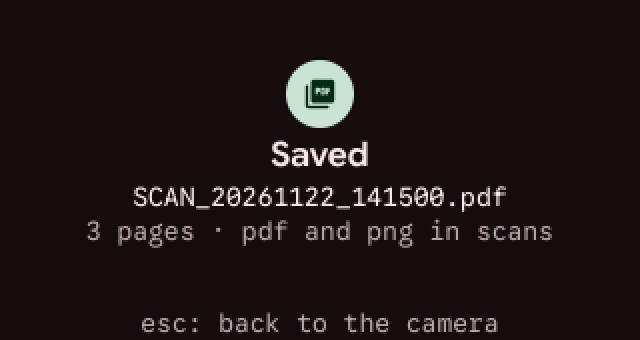 PDF
Saved
SCAN_20261122_141500.pdf
3 pages · pdf and png in scans
esc: back to the camera